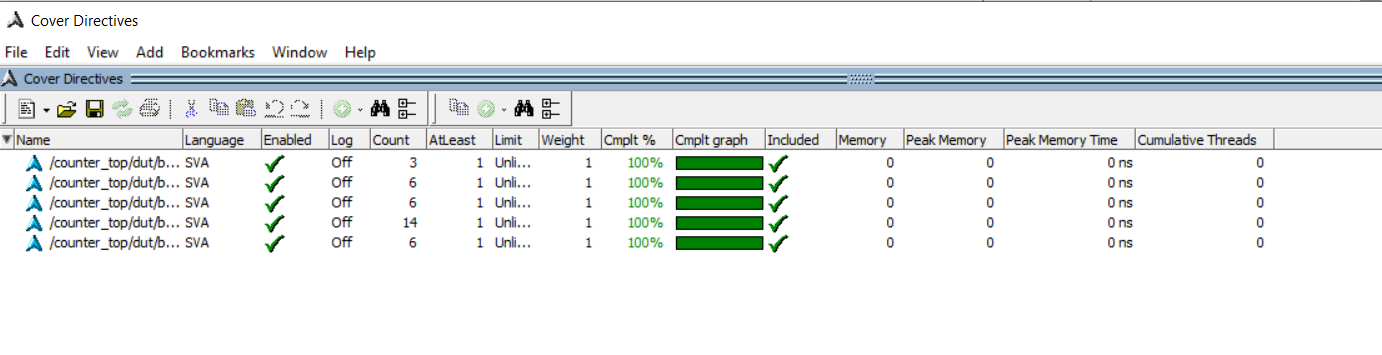 Cover Directives
File Edit View Add Bookmarks Window Help
Cover Directives
Name Language Enabled Log Count AtLeast Limit Weight Cmplt % Cmplt graph Included Memory Peak Memory Peak Memory Time Cumulative Threads
/counter_top/dut/b... SVA Off 3 1 Unli... 1 100% 0 0 0 ns 0
/counter_top/dut/b... SVA Off 6 1 Unli... 1 100% 0 0 0 ns 0
/counter_top/dut/b... SVA Off 6 1 Unli... 1 100% 0 0 0 ns 0
/counter_top/dut/b... SVA Off 14 1 Unli... 1 100% 0 0 0 ns 0
/counter_top/dut/b... SVA Off 6 1 Unli... 1 100% 0 0 0 ns 0